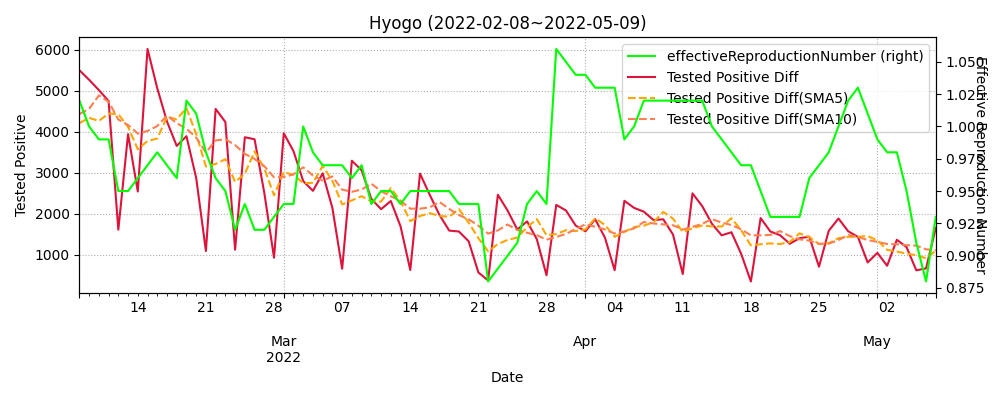 Hyogo (2022-02-08~2022-05-09)
6000
5000
4000
3000
2000
1000
Tested Positive
effectiveReproductionNumber (right)
Tested Positive Diff
Tested Positive Diff(SMA5)
Tested Positive Diff(SMA10)
1.050
1.025
1.000
0.975
0.950
0.925
0.900
0.875
Effective Reproduction Number
14 21 28 07 14 21 28 04 11 18 25 02
Mar Apr May
2022
Date